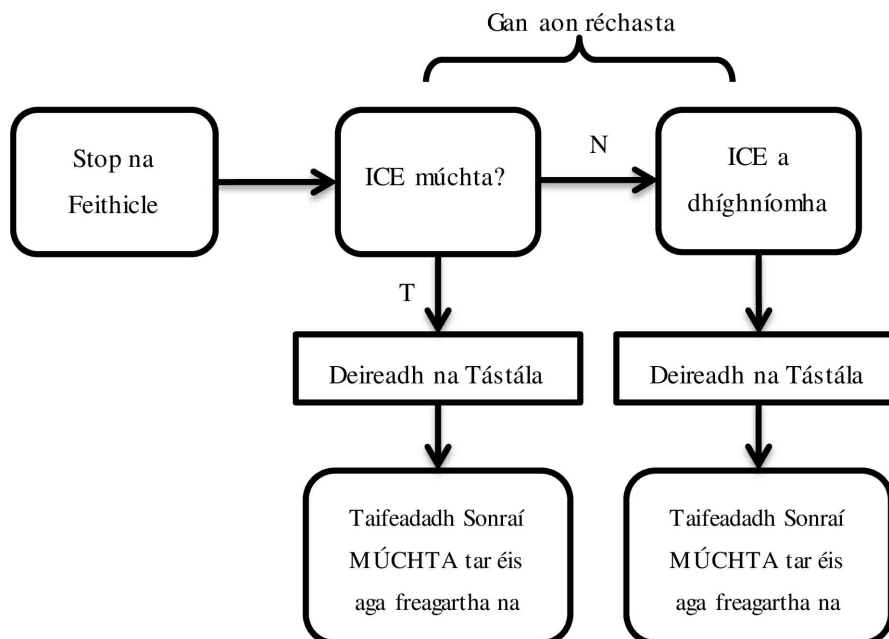 Gan aon réchasta
Stop na
Feithicle
ICE múchta?
N
ICE a
dhíghníomha
T
Deireadh na Tástála
Deireadh na Tástála
Taifeadadh Sonraí
MÚCHTA tar éis
aga freagartha na
Taifeadadh Sonraí
MÚCHTA tar éis
aga freagartha na